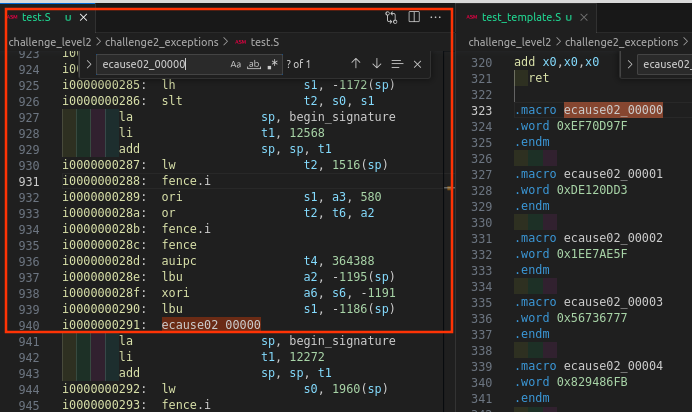 ASM test.S U
challenge_level2 > challenge2_exceptions > ASM test.S
ecause02_00000 Aa ab .* ? of 1
923
924
925 i0000000285: lh s1, -1172(sp)
926 i0000000286: slt t2, s0, s1
927 la sp, begin_signature
928 li t1, 12568
929 add sp, sp, t1
930 i0000000287: lw t2, 1516(sp)
931 i0000000288: fence.i
932 i0000000289: ori s1, a3, 580
933 i000000028a: or t2, t6, a2
934 i000000028b: fence.i
935 i000000028c: fence
936 i000000028d: auipc t4, 364388
937 i000000028e: lbu a2, -1195(sp)
938 i000000028f: xori a6, s6, -1191
939 i0000000290: lbu s1, -1186(sp)
940 i0000000291: ecause02_00000
941 la sp, begin_signature
942 li t1, 12272
943 add sp, sp, t1
944 i0000000292: lw s0, 1960(sp)
945 i0000000293: fence.i
ASM test_template.S U
challenge_level2 > challenge2_exceptions
ecause02
320 add x0,x0,x0
321 ret
322
323 .macro ecause02_00000
324 .word 0xEF70D97F
325 .endm
326
327 .macro ecause02_00001
328 .word 0xDE120DD3
329 .endm
330
331 .macro ecause02_00002
332 .word 0x1EE7AE5F
333 .endm
334
335 .macro ecause02_00003
336 .word 0x56736777
337 .endm
338
339 .macro ecause02_00004
340 .word 0x829486FB
341 .endm
342